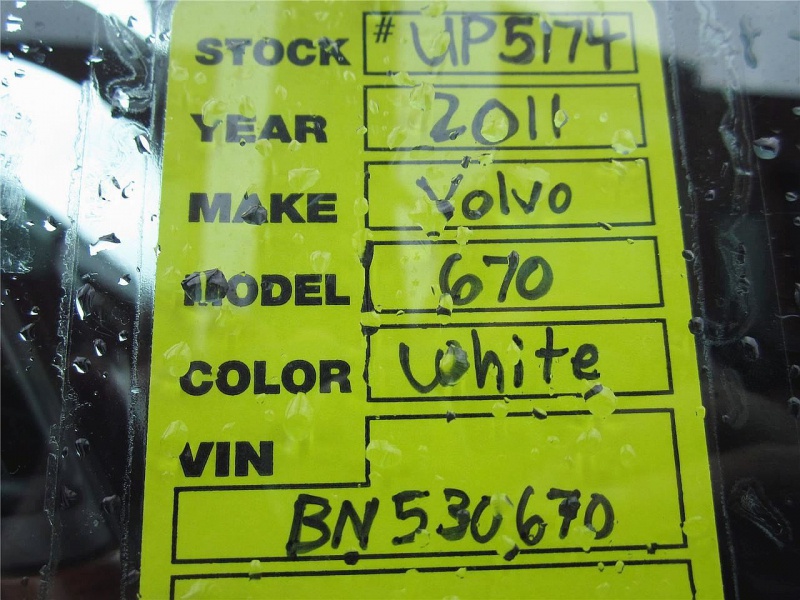 STOCK # UP5174
YEAR 2011
MAKE Volvo
MODEL 670
COLOR White
VIN
BN530670